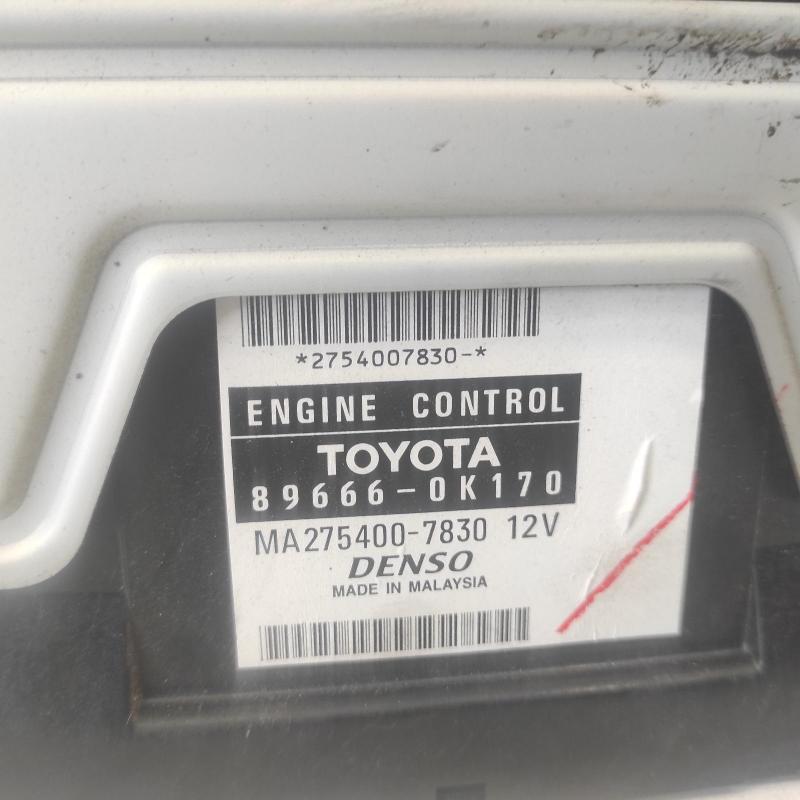 *2754007830-*
ENGINE CONTROL
TOYOTA
89666-0K170
MA275400-7830 12V
DENSO
MADE IN MALAYSIA